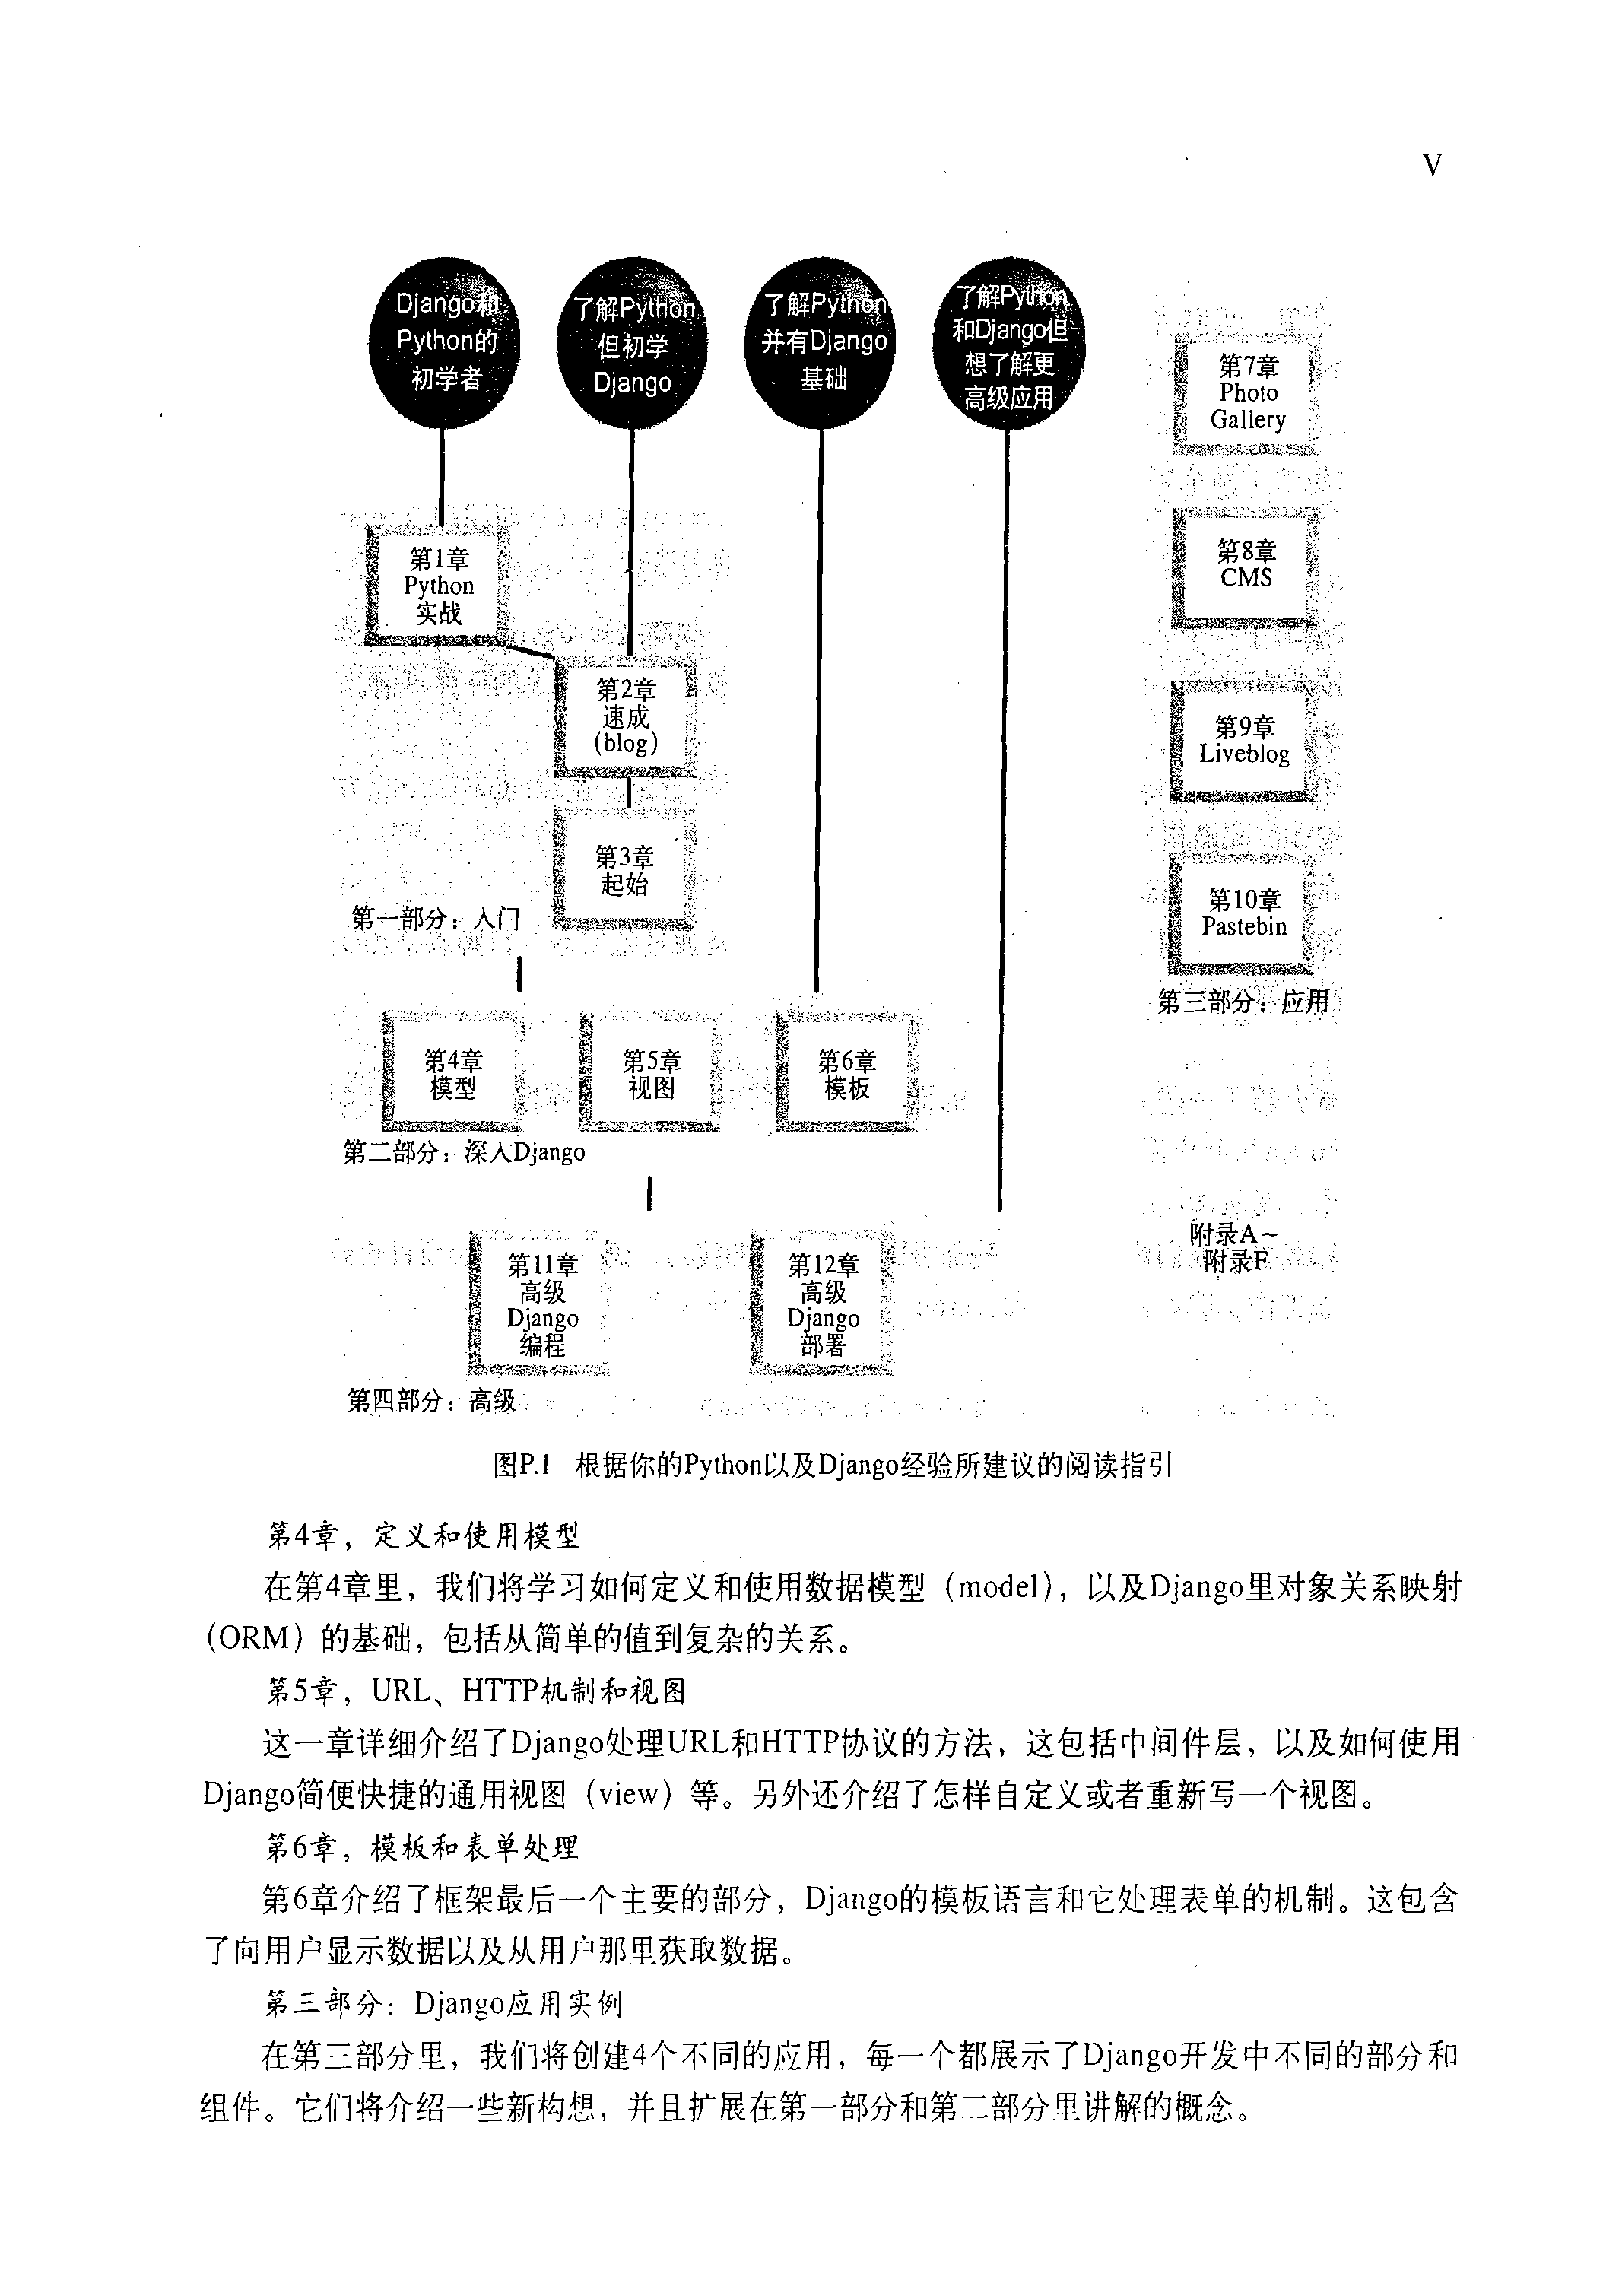 V
Django和
Python的
初学者
了解Python
但初学
Django
了解Python
并有Django
基础
了解Python
和Django但
想了解更
高级应用
第1章
Python
实战
第2章
速成
(blog)
第3章
起始
第一部分：入门
第4章
模型
第5章
视图
第6章
模板
第二部分：深入Django
第11章
高级
Django
编程
第12章
高级
Django
部署
第四部分：高级
第7章
Photo
Gallery
第8章
CMS
第9章
Liveblog
第10章
Pastebin
第三部分：应用
附录A～
附录F
图P.1 根据你的Python以及Django经验所建议的阅读指引
第4章，定义和使用模型
在第4章里，我们将学习如何定义和使用数据模型（model），以及Django里对象关系映射
（ORM）的基础，包括从简单的值到复杂的关系。
第5章，URL、HTTP机制和视图
这一章详细介绍了Django处理URL和HTTP协议的方法，这包括中间件层，以及如何使用
Django简便快捷的通用视图（view）等。另外还介绍了怎样自定义或者重新写一个视图。
第6章，模板和表单处理
第6章介绍了框架最后一个主要的部分，Django的模板语言和它处理表单的机制。这包含
了向用户显示数据以及从用户那里获取数据。
第三部分：Django应用实例
在第三部分里，我们将创建4个不同的应用，每一个都展示了Django开发中不同的部分和
组件。它们将介绍一些新构想，并且扩展在第一部分和第二部分里讲解的概念。